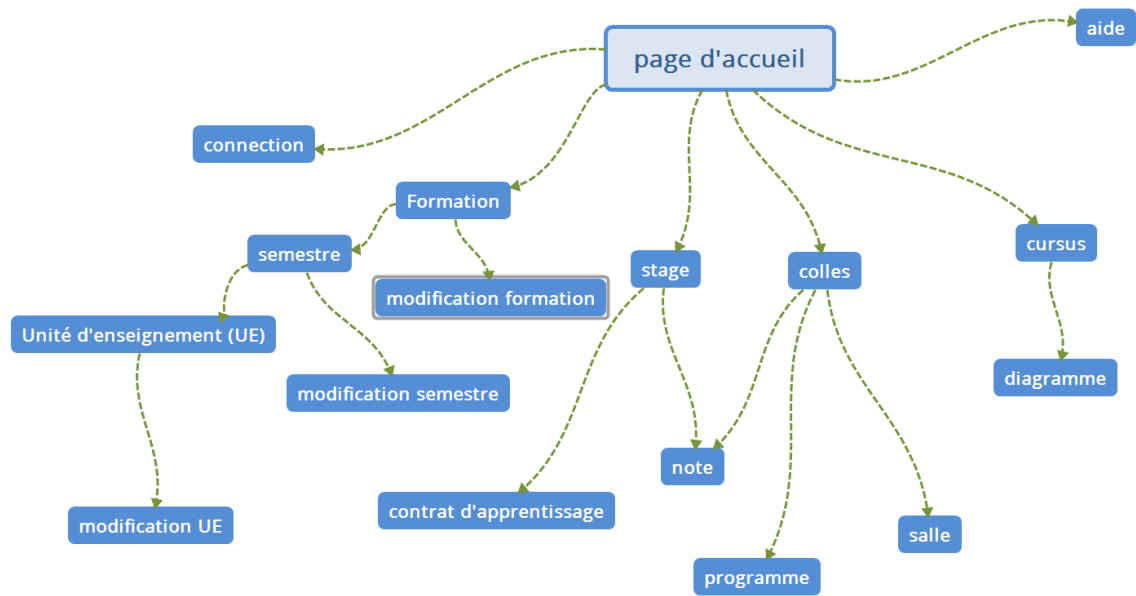 aide
page d'accueil
connection
Formation
cursus
semestre
stage
colles
modification formation
Unité d'enseignement (UE)
diagramme
modification semestre
note
contrat d'apprentissage
modification UE
salle
programme